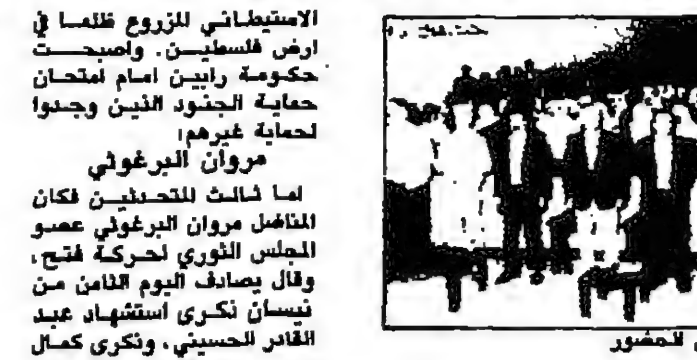 الاستيطاني المزروع ظلما في
ارض فلسطين. واصبحت
حكومة رابين امام امتحان
حماية الجنود الذين وجدوا
لحماية غيرهم!
مروان البرغوثي
اما ثالث المتحدثين فكان
المناضل مروان البرغوثي عضو
المجلس الثوري لحركة فتح،
وقال يصادف اليوم الثامن من
نيسان ذكرى استشهاد عبد
القادر الحسيني، وذكرى كمال
المشور